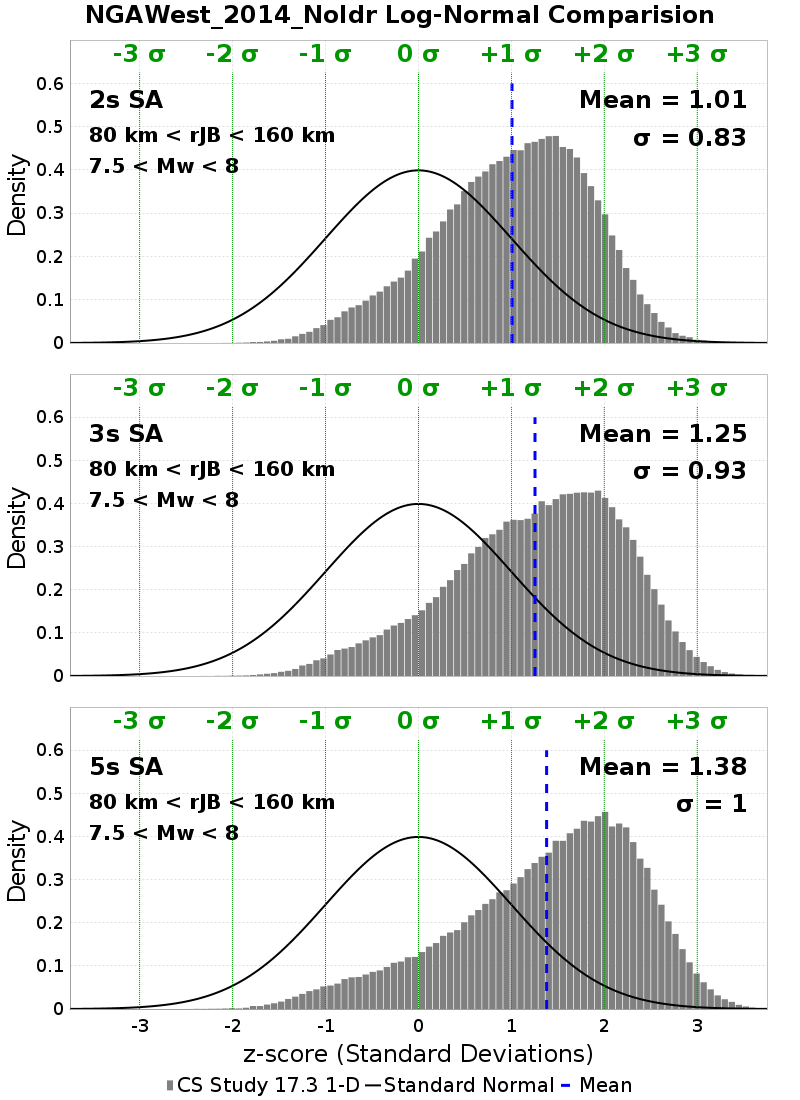 NGAWest_2014_NoIdr Log-Normal Comparision
-3 σ -2 σ -1 σ 0 σ +1 σ +2 σ +3 σ
0.6
2s SA Mean = 1.01
0.5
80 km < rJB < 160 km σ = 0.83
7.5 < Mw < 8
0.4
0.3
Density
0.2
0.1
0
-3 σ -2 σ -1 σ 0 σ +1 σ +2 σ +3 σ
0.6
3s SA Mean = 1.25
0.5
80 km < rJB < 160 km σ = 0.93
7.5 < Mw < 8
0.4
0.3
Density
0.2
0.1
0
-3 σ -2 σ -1 σ 0 σ +1 σ +2 σ +3 σ
0.6
5s SA Mean = 1.38
0.5
80 km < rJB < 160 km σ = 1
7.5 < Mw < 8
0.4
0.3
Density
0.2
0.1
0
-3 -2 -1 0 1 2 3
z-score (Standard Deviations)
CS Study 17.3 1-D Standard Normal Mean